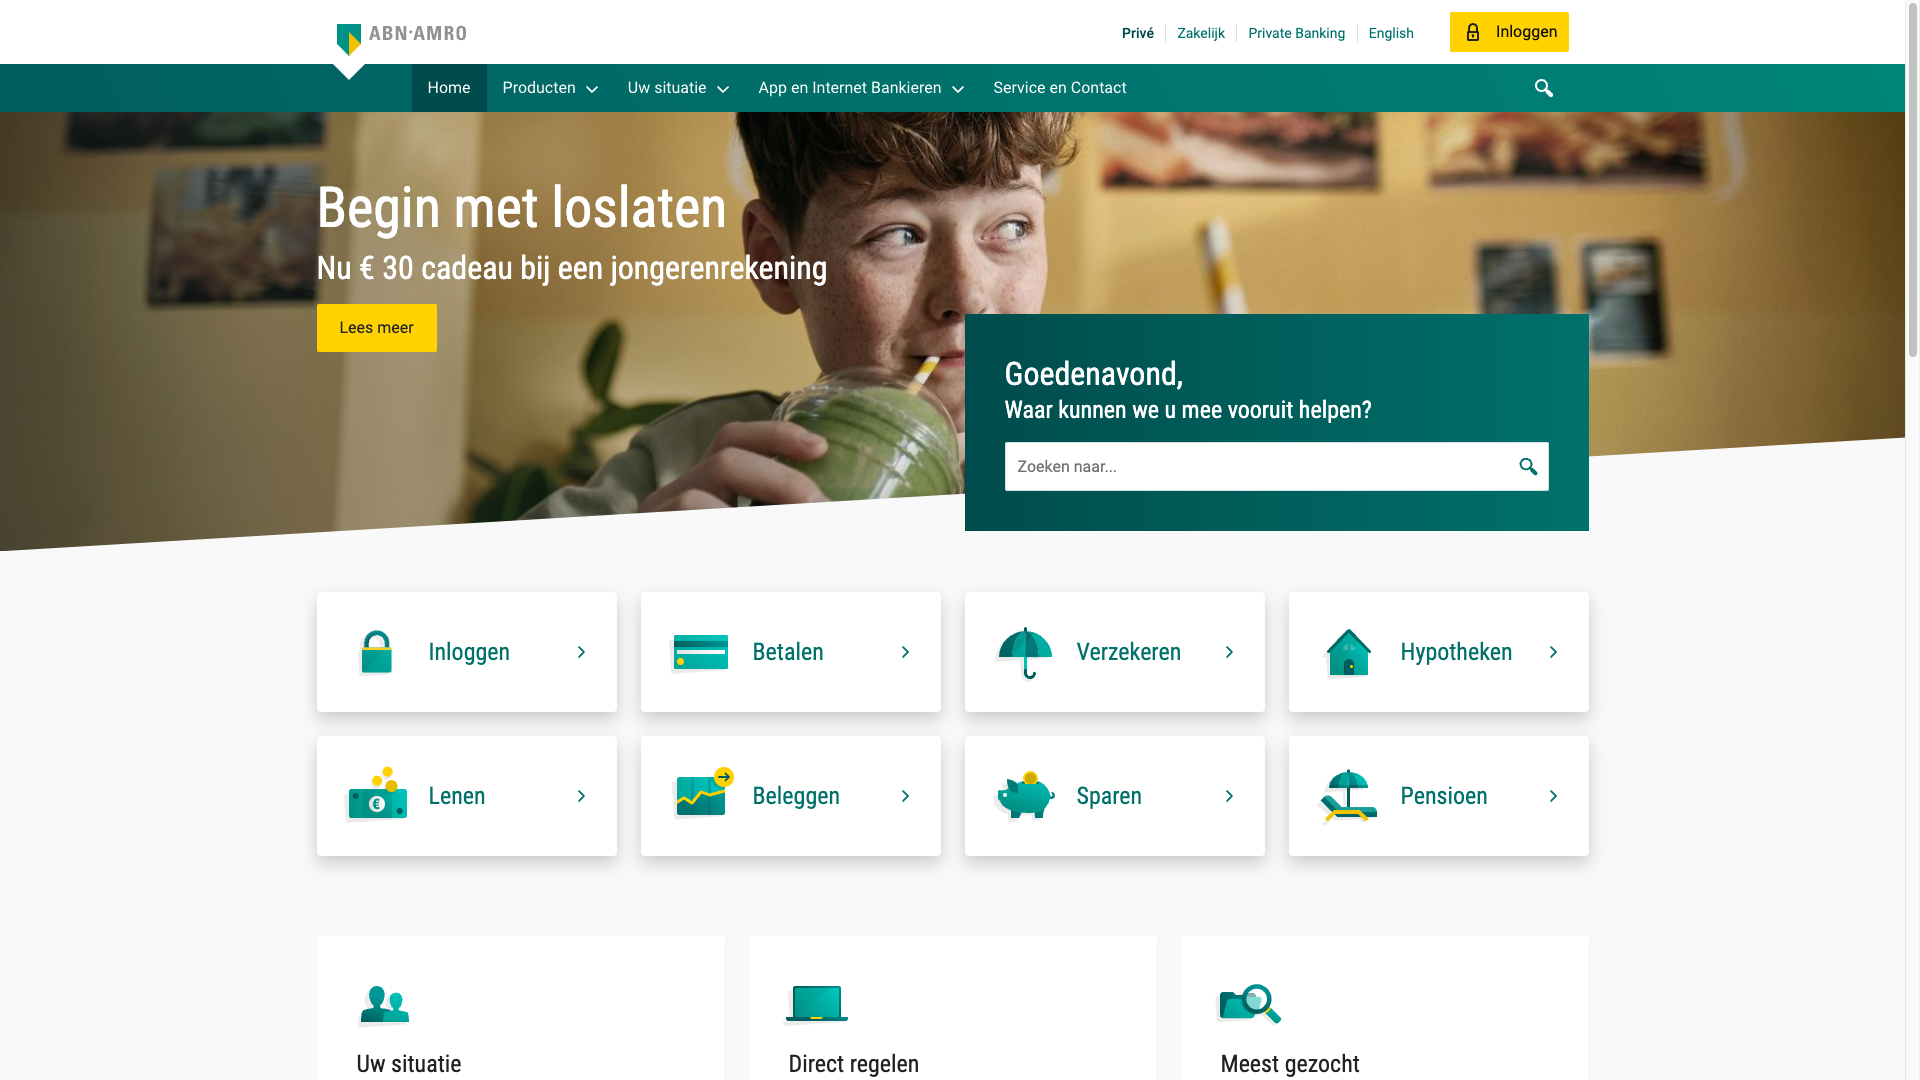 ABN·AMRO
Privé
Zakelijk
Private Banking
English
Inloggen
Home
Producten
Uw situatie
App en Internet Bankieren
Service en Contact
Begin met loslaten
Nu € 30 cadeau bij een jongerenrekening
Lees meer
Goedenavond,
Waar kunnen we u mee vooruit helpen?
Zoeken naar...
Inloggen
Betalen
Verzekeren
Hypotheken
€
Lenen
Beleggen
Sparen
Pensioen
Uw situatie
Direct regelen
Meest gezocht